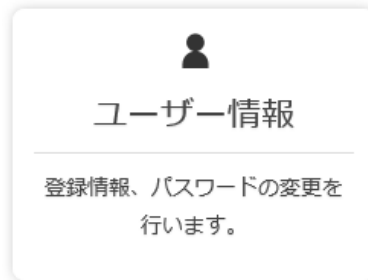 ユーザー情報
登録情報、パスワードの変更を
行います。